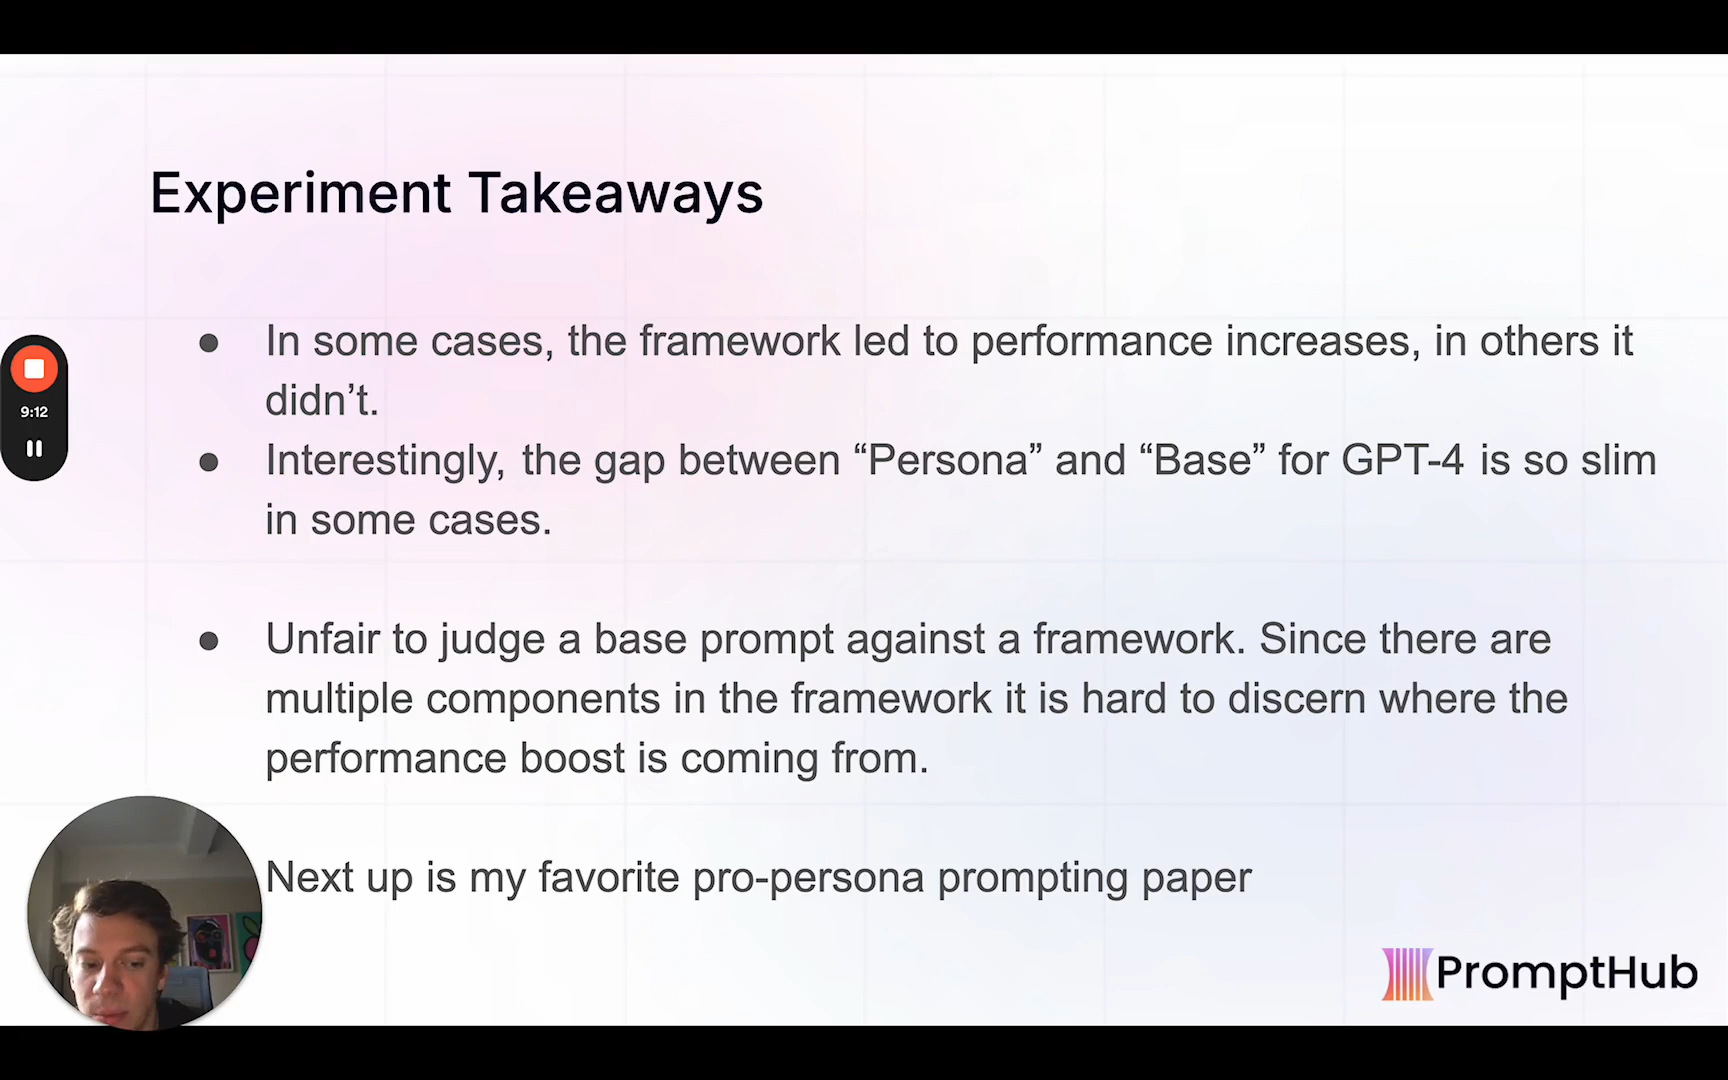 Experiment Takeaways
● In some cases, the framework led to performance increases, in others it
didn’t.
● Interestingly, the gap between “Persona” and “Base” for GPT-4 is so slim
in some cases.
● Unfair to judge a base prompt against a framework. Since there are
multiple components in the framework it is hard to discern where the
performance boost is coming from.
Next up is my favorite pro-persona prompting paper
9:12
PromptHub